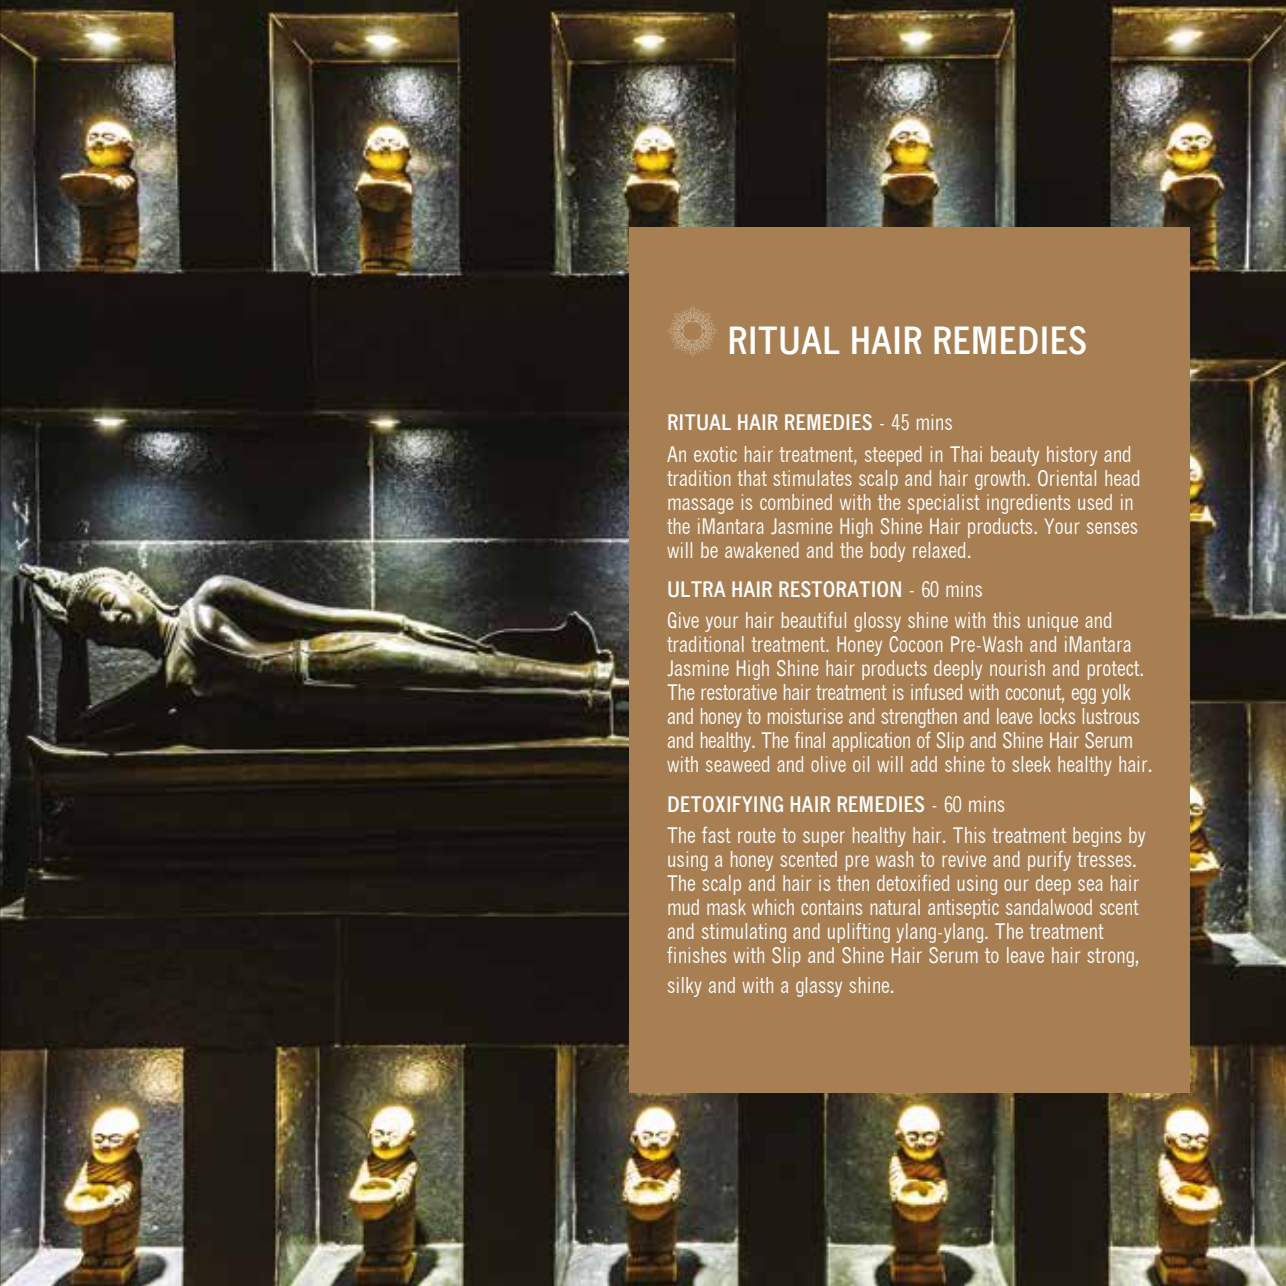 RITUAL HAIR REMEDIES
RITUAL HAIR REMEDIES - 45 mins
An exotic hair treatment, steeped in Thai beauty history and
tradition that stimulates scalp and hair growth. Oriental head
massage is combined with the specialist ingredients used in
the iMantara Jasmine High Shine Hair products. Your senses
will be awakened and the body relaxed.
ULTRA HAIR RESTORATION - 60 mins
Give your hair beautiful glossy shine with this unique and
traditional treatment. Honey Cocoon Pre-Wash and iMantara
Jasmine High Shine hair products deeply nourish and protect.
The restorative hair treatment is infused with coconut, egg yolk
and honey to moisturise and strengthen and leave locks lustrous
and healthy. The final application of Slip and Shine Hair Serum
with seaweed and olive oil will add shine to sleek healthy hair.
DETOXIFYING HAIR REMEDIES - 60 mins
The fast route to super healthy hair. This treatment begins by
using a honey scented pre wash to revive and purify tresses.
The scalp and hair is then detoxified using our deep sea hair
mud mask which contains natural antiseptic sandalwood scent
and stimulating and uplifting ylang-ylang. The treatment
finishes with Slip and Shine Hair Serum to leave hair strong,
silky and with a glassy shine.